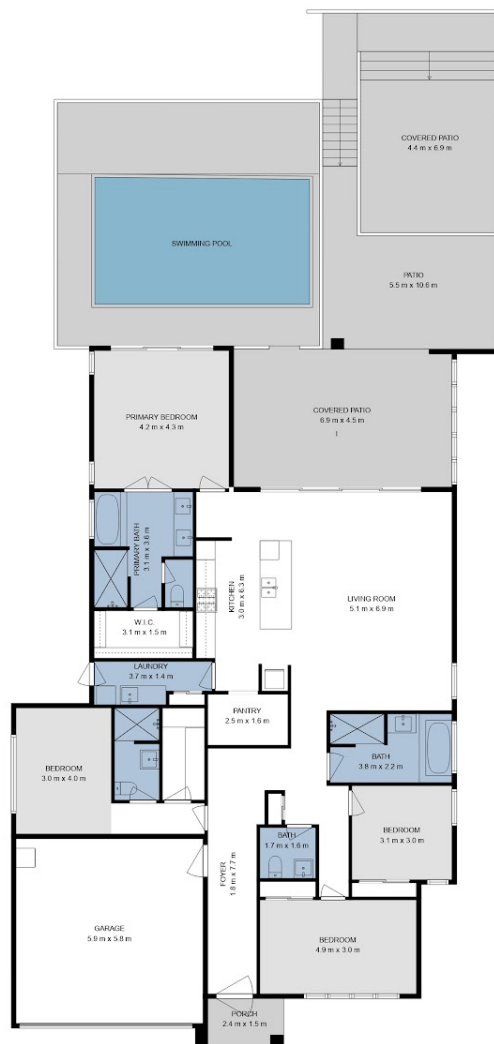 COVERED PATIO
4.4 m x 6.9 m
SWIMMING POOL
PATIO
5.5 m x 10.6 m
PRIMARY BEDROOM
4.2 m x 4.3 m
COVERED PATIO
6.9 m x 4.5 m
PRIMARY BATH
3.1 m x 3.6 m
KITCHEN
3.0 m x 6.3 m
LIVING ROOM
5.1 m x 6.9 m
W.I.C.
3.1 m x 1.5 m
LAUNDRY
3.7 m x 1.4 m
PANTRY
2.5 m x 1.6 m
BEDROOM
3.0 m x 4.0 m
BATH
3.8 m x 2.2 m
BATH
1.7 m x 1.6 m
BEDROOM
3.1 m x 3.0 m
FOYER
1.8 m x 7.7 m
GARAGE
5.9 m x 5.8 m
BEDROOM
4.9 m x 3.0 m
PORCH
2.4 m x 1.5 m